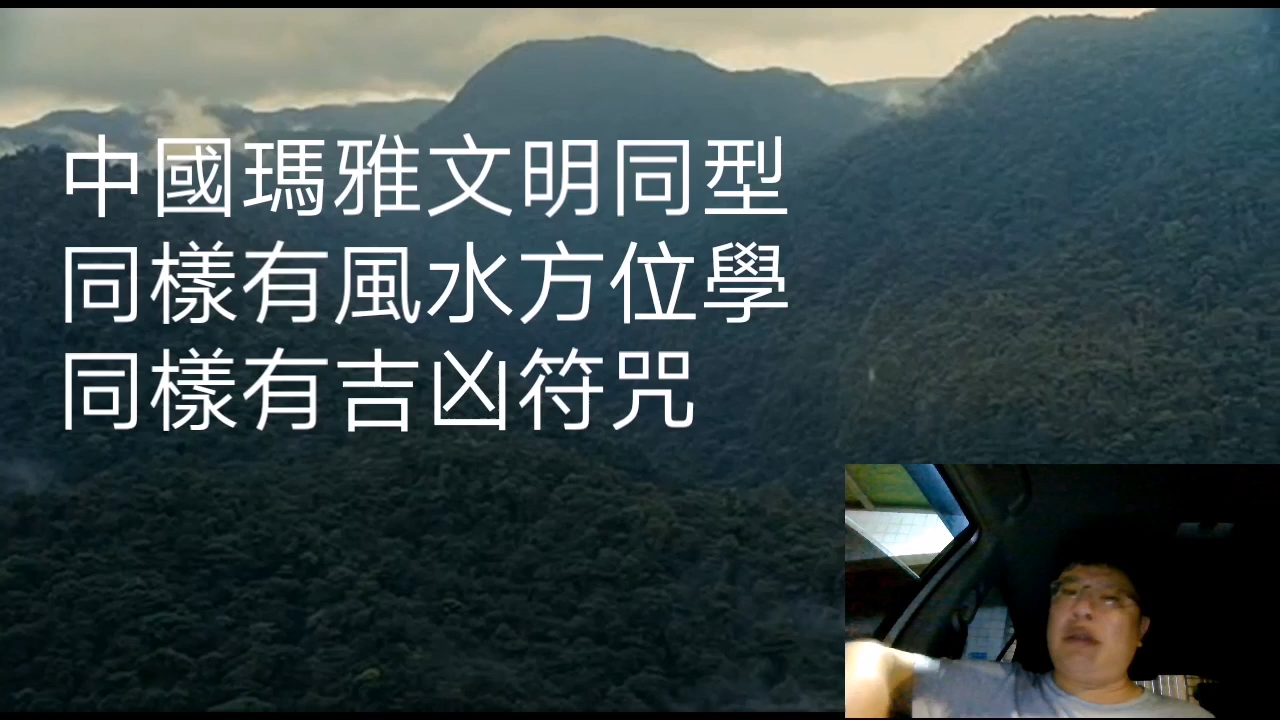 中國瑪雅文明同型
同樣有風水方位學
同樣有吉凶符咒